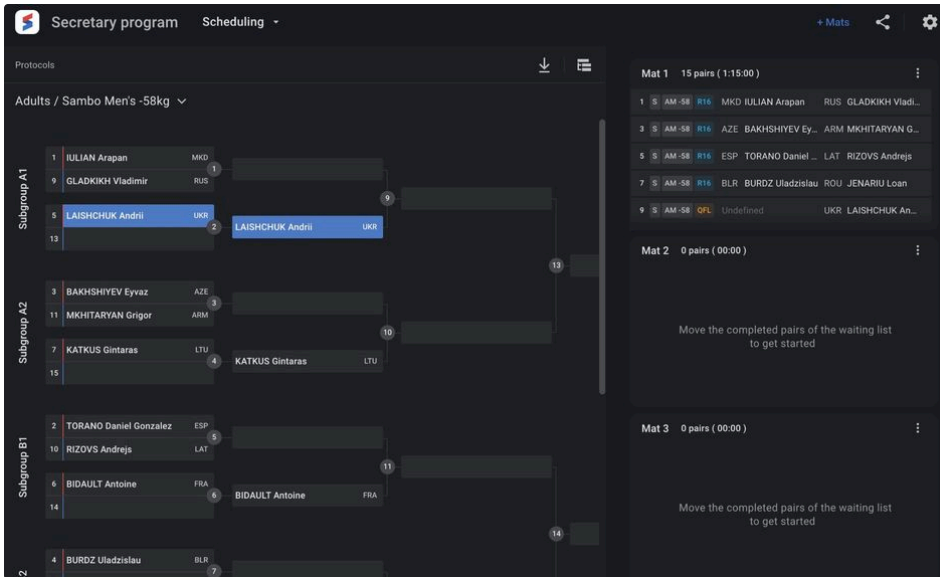 Secretary program Scheduling
+ Mats
Protocols
Adults / Sambo Men's -58kg
Subgroup A1
1 IULIAN Arapan MKD
1
9 GLADKIKH Vladimir RUS
9
5 LAISHCHUK Andrii UKR
2 LAISHCHUK Andrii UKR
13
13
Subgroup A2
3 BAKHSHIYEV Eyvaz AZE
3
11 MKHITARYAN Grigor ARM
10
7 KATKUS Gintaras LTU
4 KATKUS Gintaras LTU
15
Subgroup B1
2 TORANO Daniel Gonzalez ESP
5
10 RIZOVS Andrejs LAT
11
6 BIDAULT Antoine FRA
6 BIDAULT Antoine FRA
14
14
2
4 BURDZ Uladzislau BLR
7
Mat 1 15 pairs ( 1:15:00 )
1 S AM -58 R16 MKD IULIAN Arapan RUS GLADKIKH Vladi...
3 S AM -58 R16 AZE BAKHSHIYEV Ey... ARM MKHITARYAN G...
5 S AM -58 R16 ESP TORANO Daniel ... LAT RIZOVS Andrejs
7 S AM -58 R16 BLR BURDZ Uladzislau ROU JENARIU Loan
9 S AM -58 QFL Undefined UKR LAISHCHUK An...
Mat 2 0 pairs ( 00:00 )
Move the completed pairs of the waiting list
to get started
Mat 3 0 pairs ( 00:00 )
Move the completed pairs of the waiting list
to get started